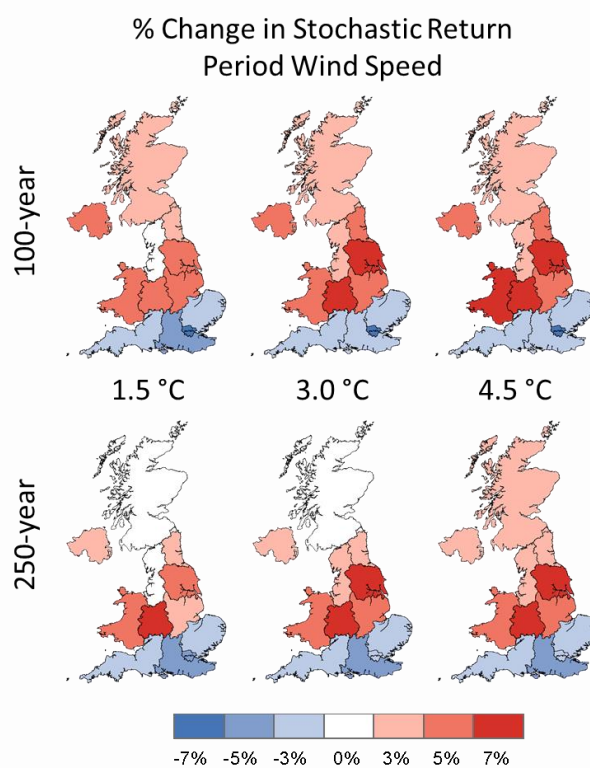 % Change in Stochastic Return
Period Wind Speed
100-year
1.5 °C
3.0 °C
4.5 °C
250-year
-7%
-5%
-3%
0%
3%
5%
7%